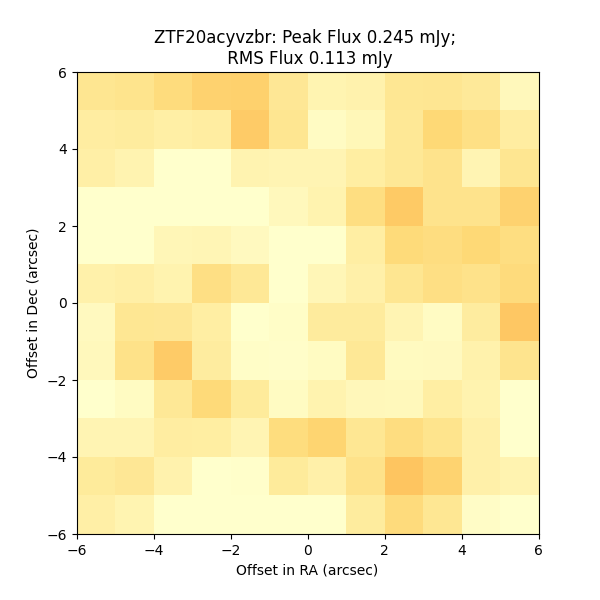 ZTF20acyvzbr: Peak Flux 0.245 mJy;
RMS Flux 0.113 mJy
6
4
2
0
−2
−4
−6
Offset in Dec (arcsec)
−6 −4 −2 0 2 4 6
Offset in RA (arcsec)